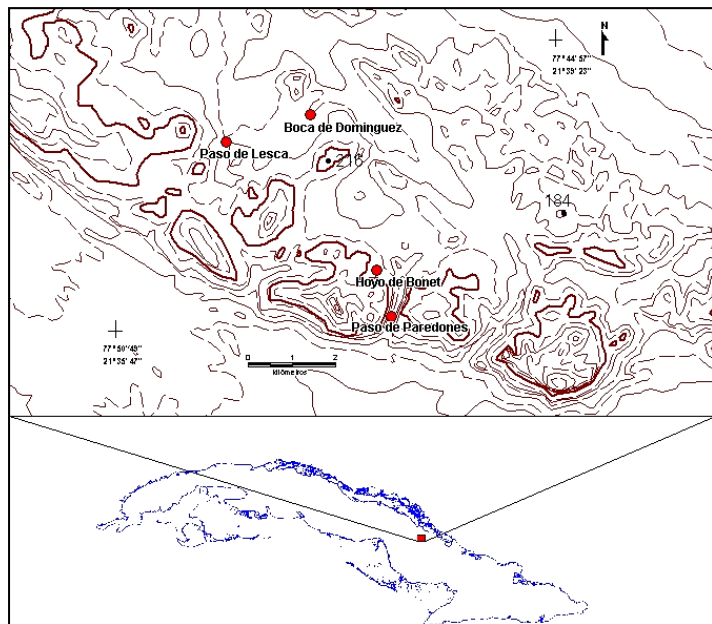 N
77° 44' 57"
21° 39' 23"
Boca de Dominguez
Paso de Lesca
216
184
Hoyo de Bonet
Paso de Paredones
77° 50' 49"
21° 35' 47"
0 1 2
kilómetros